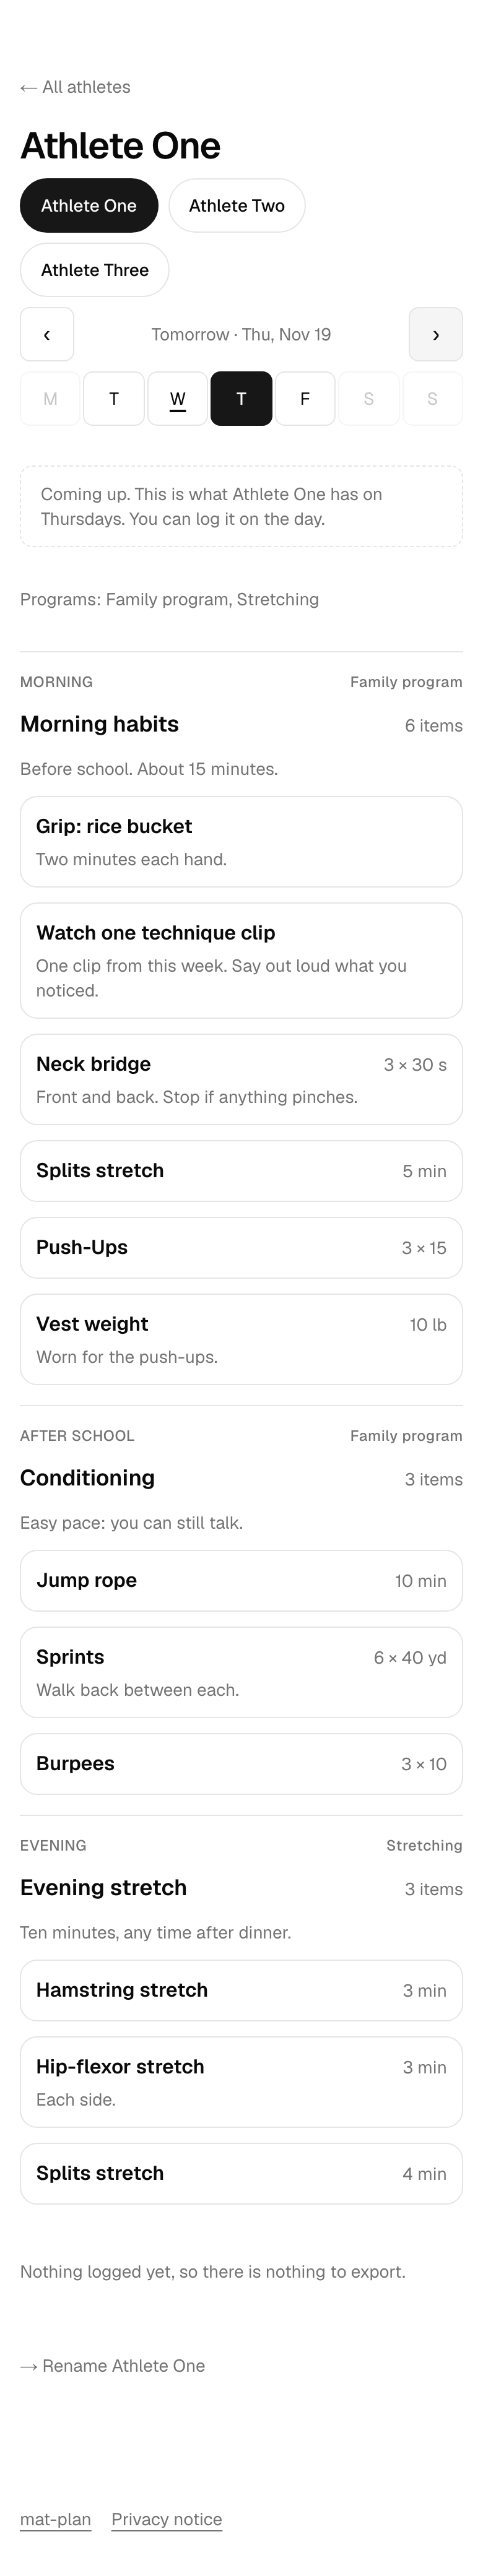 ← All athletes
Athlete One
Athlete One
Athlete Two
Athlete Three
‹
Tomorrow · Thu, Nov 19
›
M T W T F S S
Coming up. This is what Athlete One has on
Thursdays. You can log it on the day.
Programs: Family program, Stretching
MORNING
Family program
Morning habits
6 items
Before school. About 15 minutes.
Grip: rice bucket
Two minutes each hand.
Watch one technique clip
One clip from this week. Say out loud what you
noticed.
Neck bridge
3 × 30 s
Front and back. Stop if anything pinches.
Splits stretch
5 min
Push-Ups
3 × 15
Vest weight
10 lb
Worn for the push-ups.
AFTER SCHOOL
Family program
Conditioning
3 items
Easy pace: you can still talk.
Jump rope
10 min
Sprints
6 × 40 yd
Walk back between each.
Burpees
3 × 10
EVENING
Stretching
Evening stretch
3 items
Ten minutes, any time after dinner.
Hamstring stretch
3 min
Hip-flexor stretch
3 min
Each side.
Splits stretch
4 min
Nothing logged yet, so there is nothing to export.
→ Rename Athlete One
mat-plan
Privacy notice